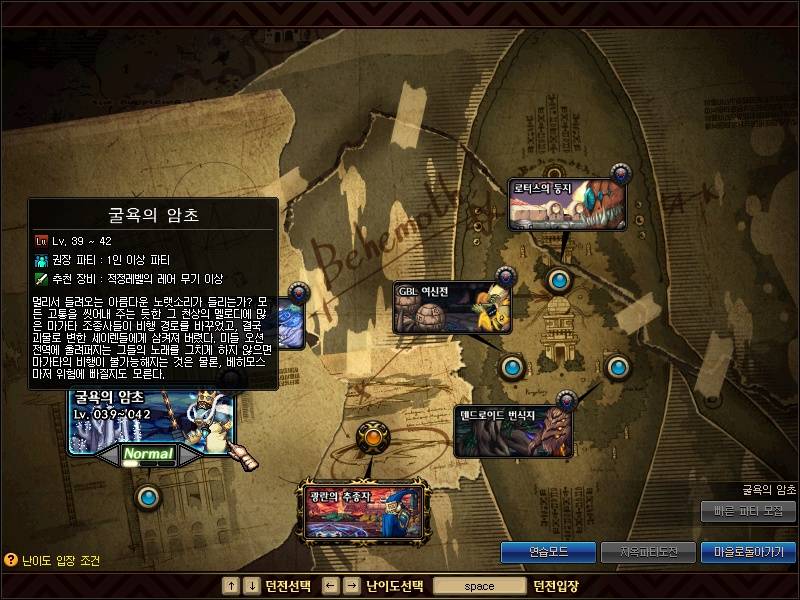 Behemoth
로터스의 둥지
GBL 여신전
굴욕의 암초
Lv. 39 ~ 42
권장 파티 : 1인 이상 파티
추천 장비 : 적정레벨의 레어 무기 이상
멀리서 들려오는 아름다운 노랫소리가 들리는가? 모
든 고통을 씻어내 주는 듯한 그 천상의 멜로디에 많
은 마가타 조종사들이 비행 경로를 바꾸었고, 결국
괴물로 변한 세이렌들에게 삼켜져 버렸다. 미들 오션
전역에 울려퍼지는 그들의 노래를 그치게 하지 않으면
마가타의 비행이 불가능해지는 것은 물론, 베히모스
마저 위험에 빠질지도 모른다.
굴욕의 암초
Lv. 039~042
Normal
덴드로이드 번식지
광란의 추종자
굴욕의 암초
빠른 파티 모집
연습모드
지옥파티도전
마을로돌아가기
난이도 입장 조건
↑ ↓ 던전선택 ← → 난이도선택 space 던전입장